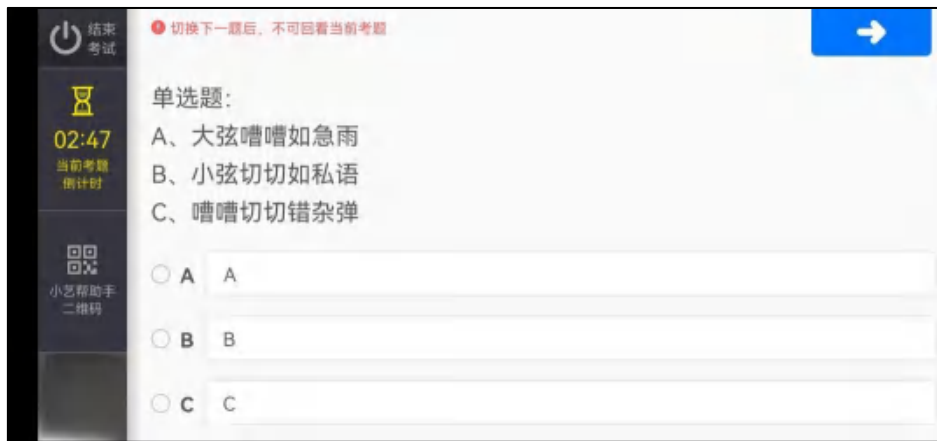 结束
考试
切换下一题后，不可回看当前考题
02:47
当前考题
倒计时
单选题：
A、大弦嘈嘈如急雨
B、小弦切切如私语
C、嘈嘈切切错杂弹
小艺帮助手
二维码
A A
B B
C C